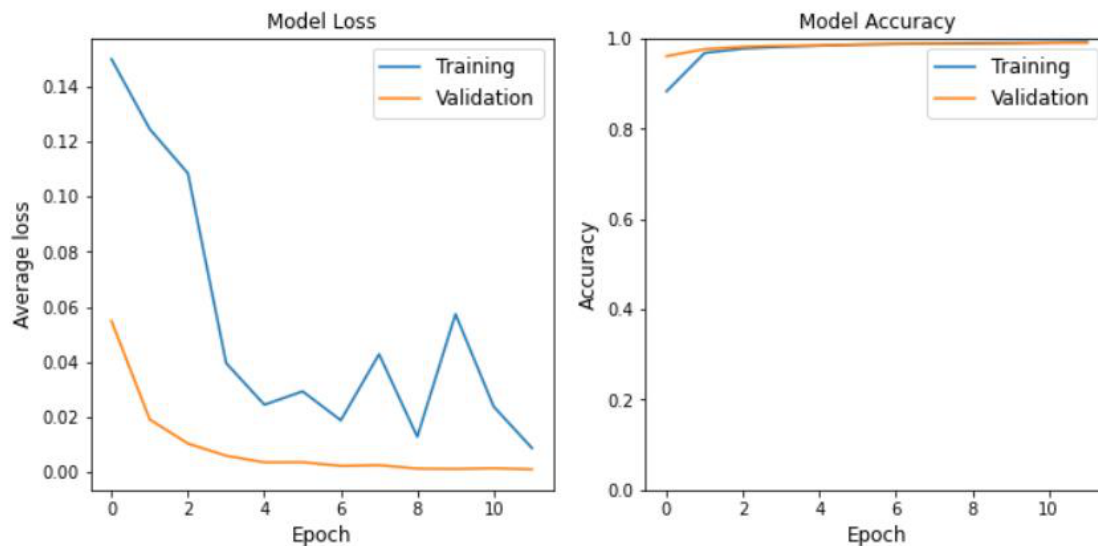 Model Loss
Average loss
0.14
0.12
0.10
0.08
0.06
0.04
0.02
0.00
0 2 4 6 8 10
Epoch
Training
Validation
Model Accuracy
Accuracy
1.0
0.8
0.6
0.4
0.2
0.0
0 2 4 6 8 10
Epoch
Training
Validation